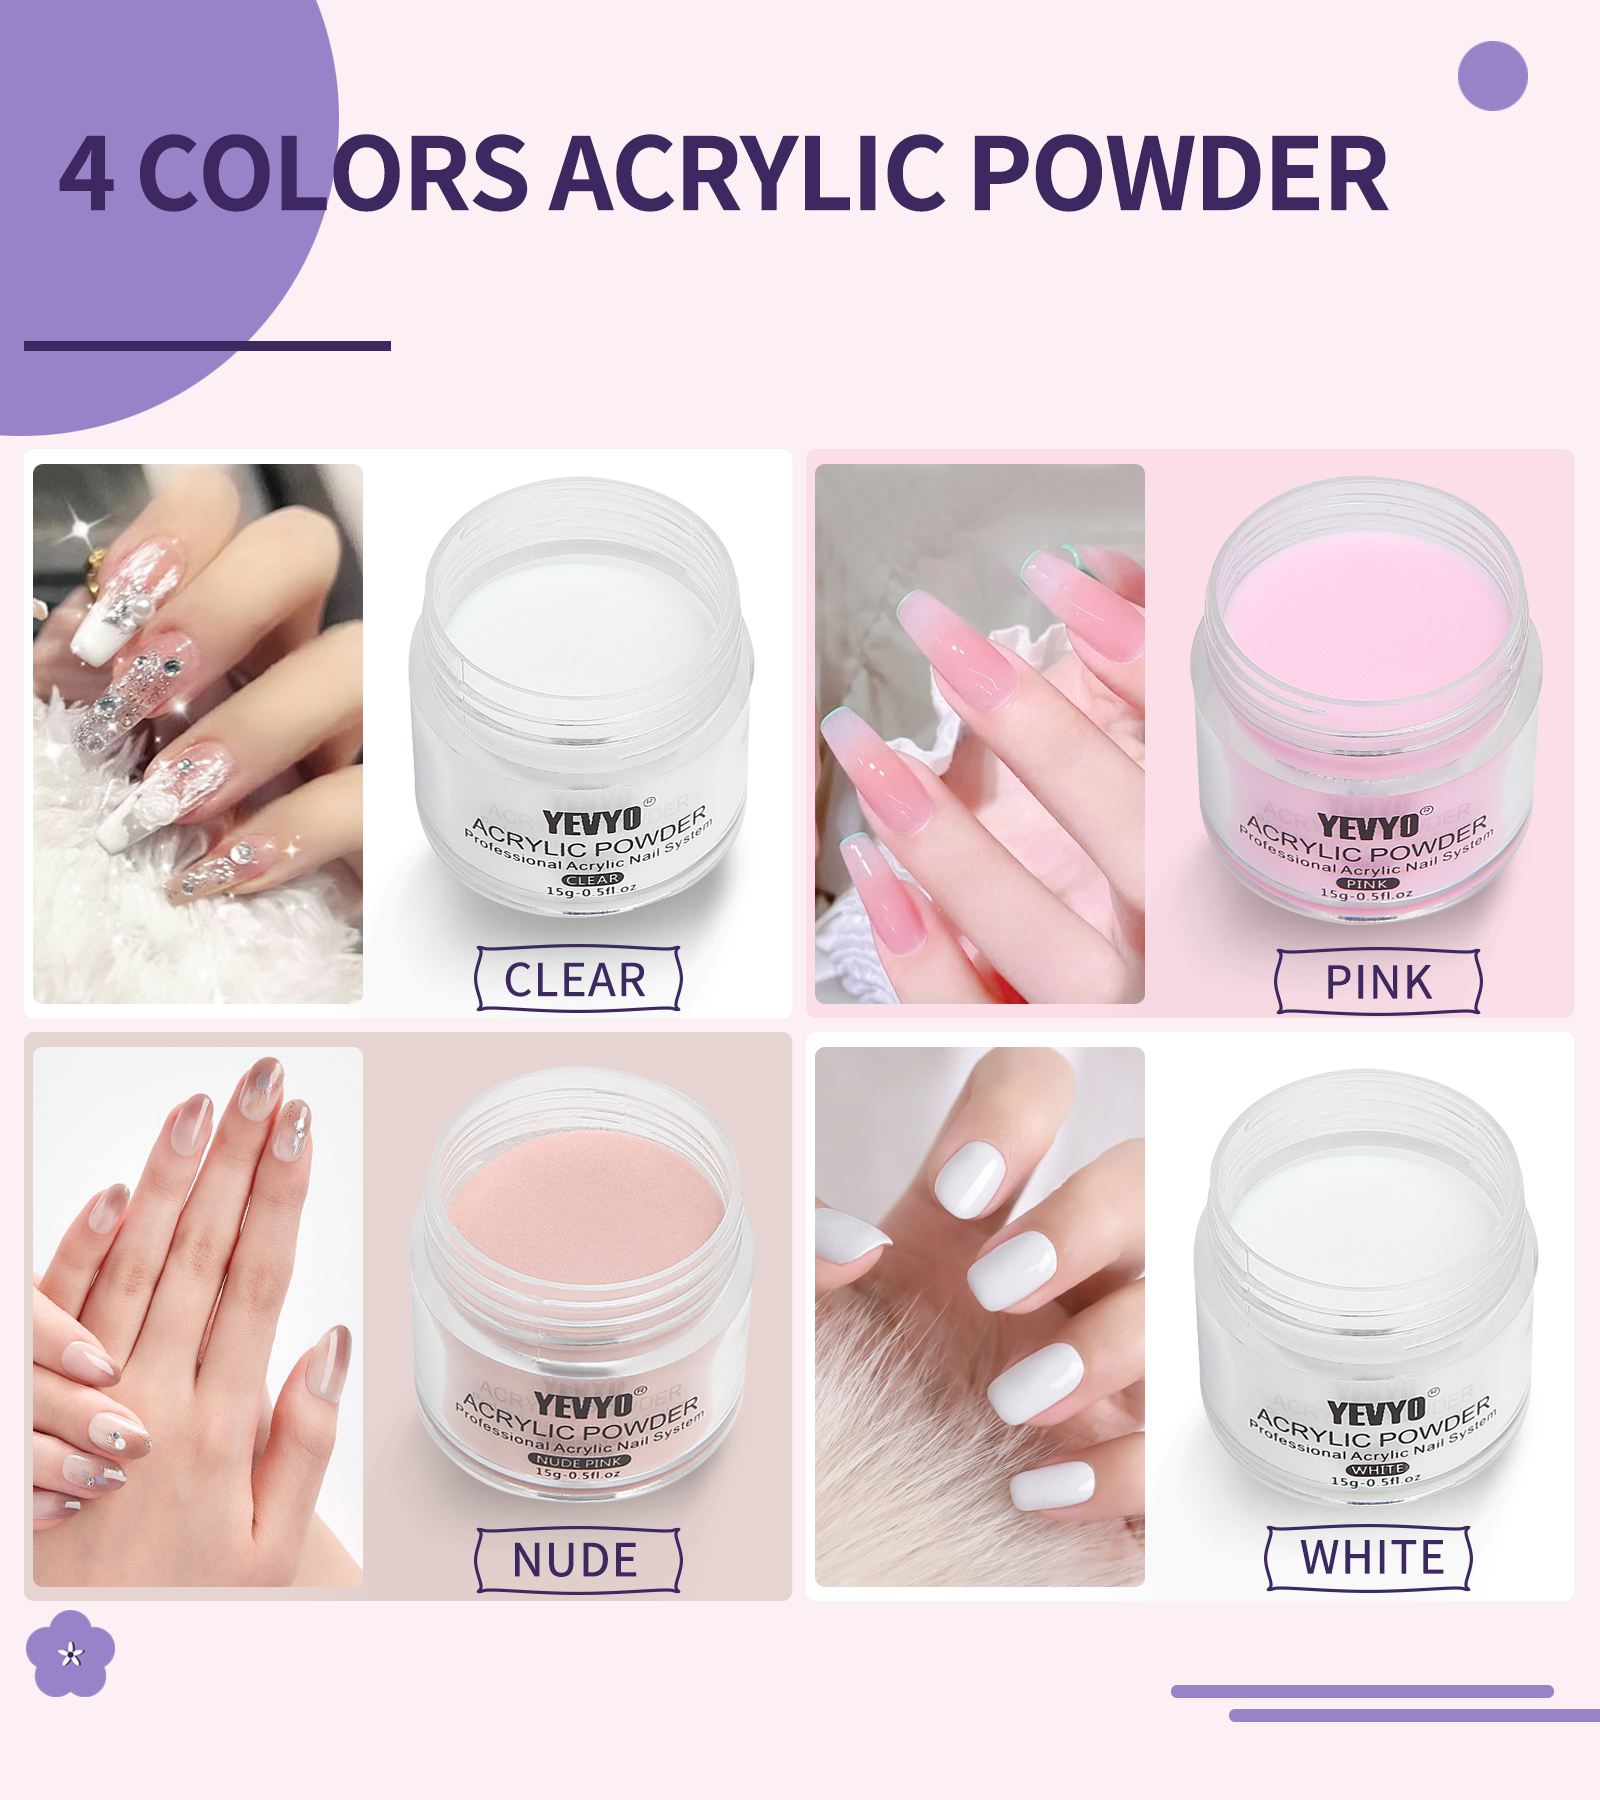 4 COLORS ACRYLIC POWDER
YEVYO®
ACRYLIC POWDER
Professional Acrylic Nail System
CLEAR
15g-0.5fl.oz
CLEAR
YEVYO®
ACRYLIC POWDER
Professional Acrylic Nail System
PINK
15g-0.5fl.oz
PINK
YEVYO®
ACRYLIC POWDER
Professional Acrylic Nail System
NUDE PINK
15g-0.5fl.oz
NUDE
YEVYO®
ACRYLIC POWDER
Professional Acrylic Nail System
WHITE
15g-0.5fl.oz
WHITE